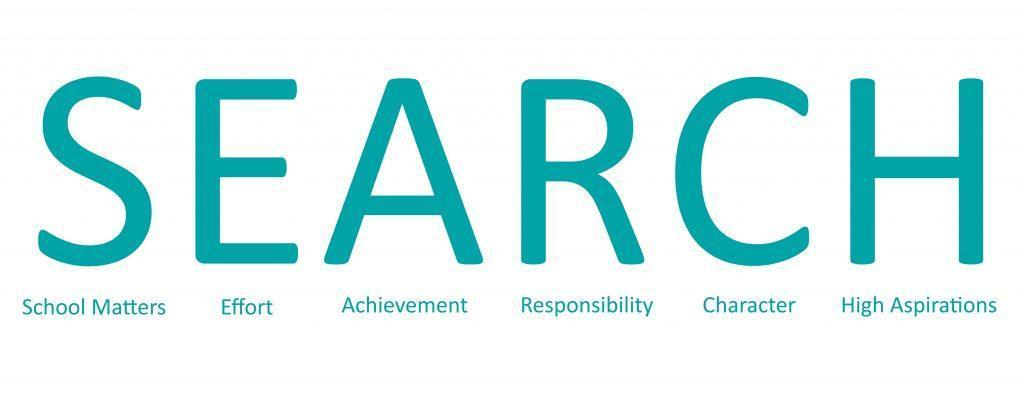 SEARCH
School Matters Effort Achievement Responsibility Character High Aspirations